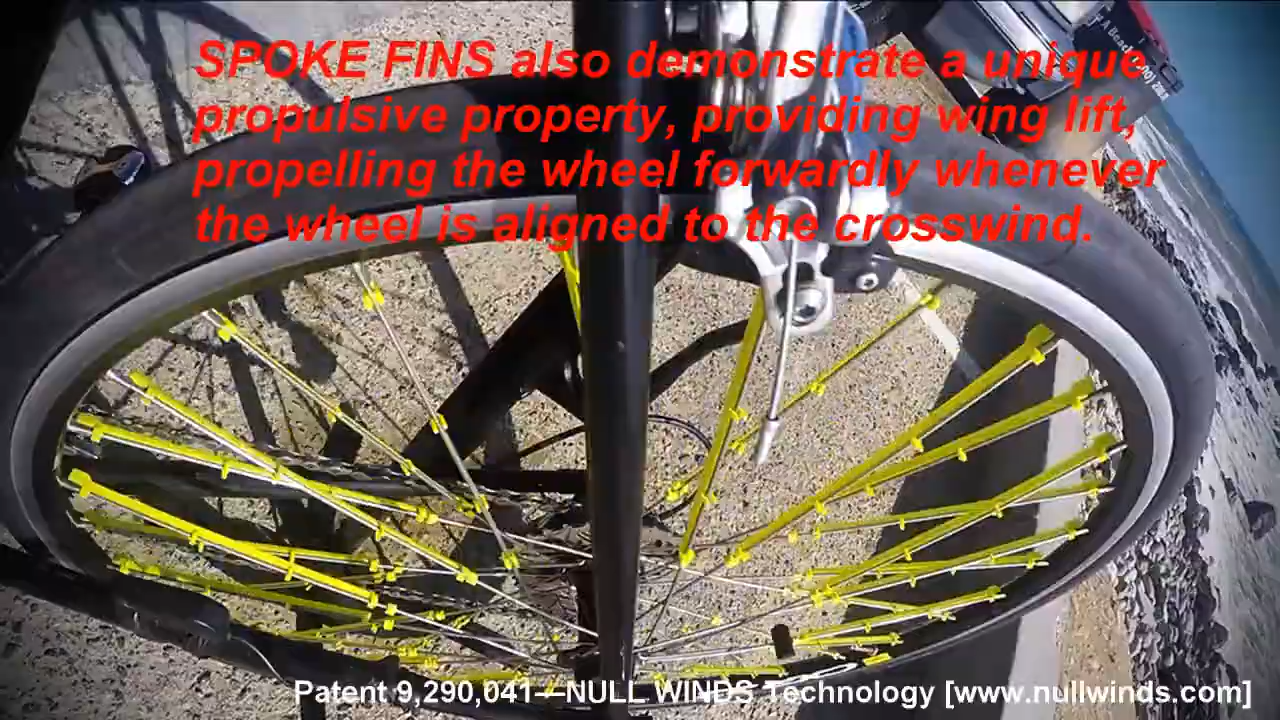 SPOKE FINS also demonstrate a unique
propulsive property, providing wing lift,
propelling the wheel forwardly whenever
the wheel is aligned to the crosswind.
Patent 9,290,041—NULL WINDS Technology [www.nullwinds.com]